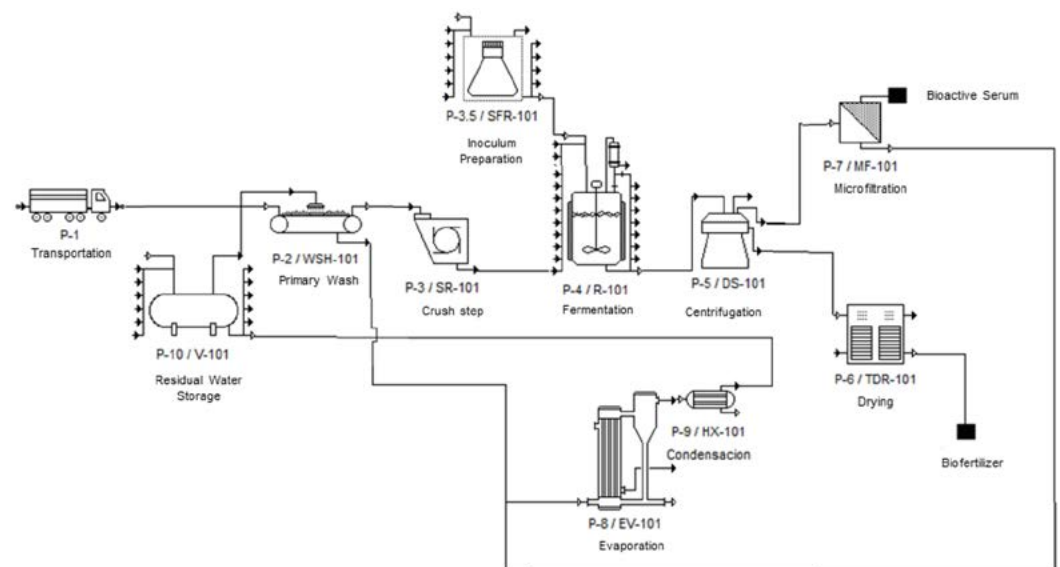 P-3.5 / SFR-101
Inoculum
Preparation
Bioactive Serum
P-7 / MF-101
Microfiltration
P-1
Transportation
P-2 / WSH-101
Primary Wash
P-3 / SR-101
Crush step
P-4 / R-101
Fermentation
P-5 / DS-101
Centrifugation
P-10 / V-101
Residual Water
Storage
P-6 / TDR-101
Drying
P-9 / HX-101
Condensacion
Biofertilizer
P-8 / EV-101
Evaporation